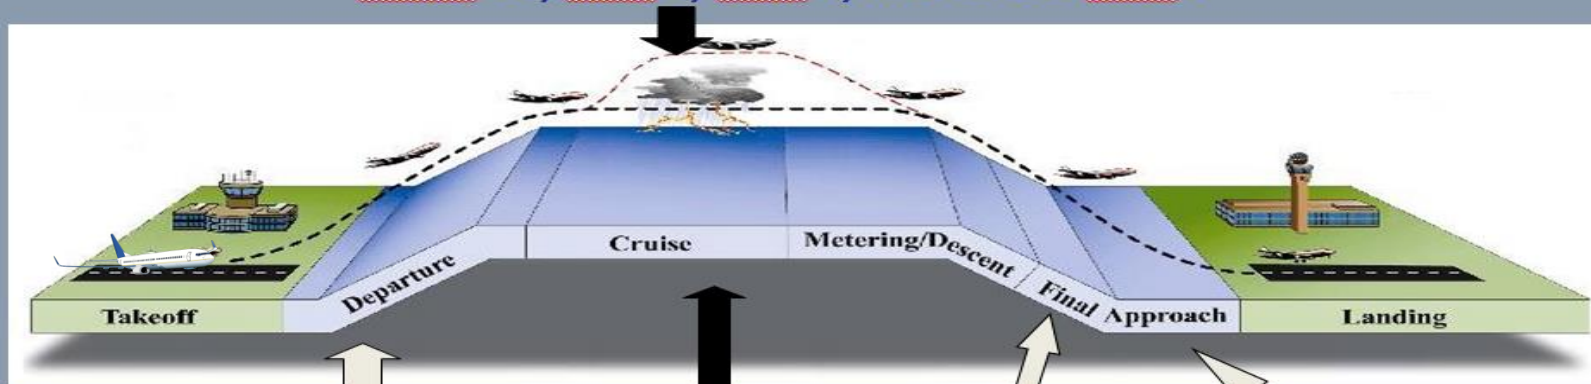 Cruise
Metering/Descent
Departure
Final Approach
Takeoff
Landing